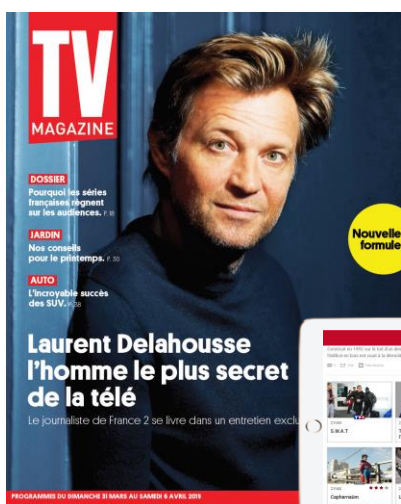 TV
MAGAZINE
DOSSIER
Pourquoi les séries
françaises règnent
sur les audiences. P. 18
JARDIN
Nos conseils
pour le printemps. P. 30
AUTO
L'incroyable succès
des SUV. P. 38
Nouvelle
formule
Laurent Delahousse
l'homme le plus secret
de la télé
Le journaliste de France 2 se livre dans un entretien exclu
S.W.A.T
Capharnaüm
PROGRAMMES DU DIMANCHE 31 MARS AU SAMEDI 6 AVRIL 2019